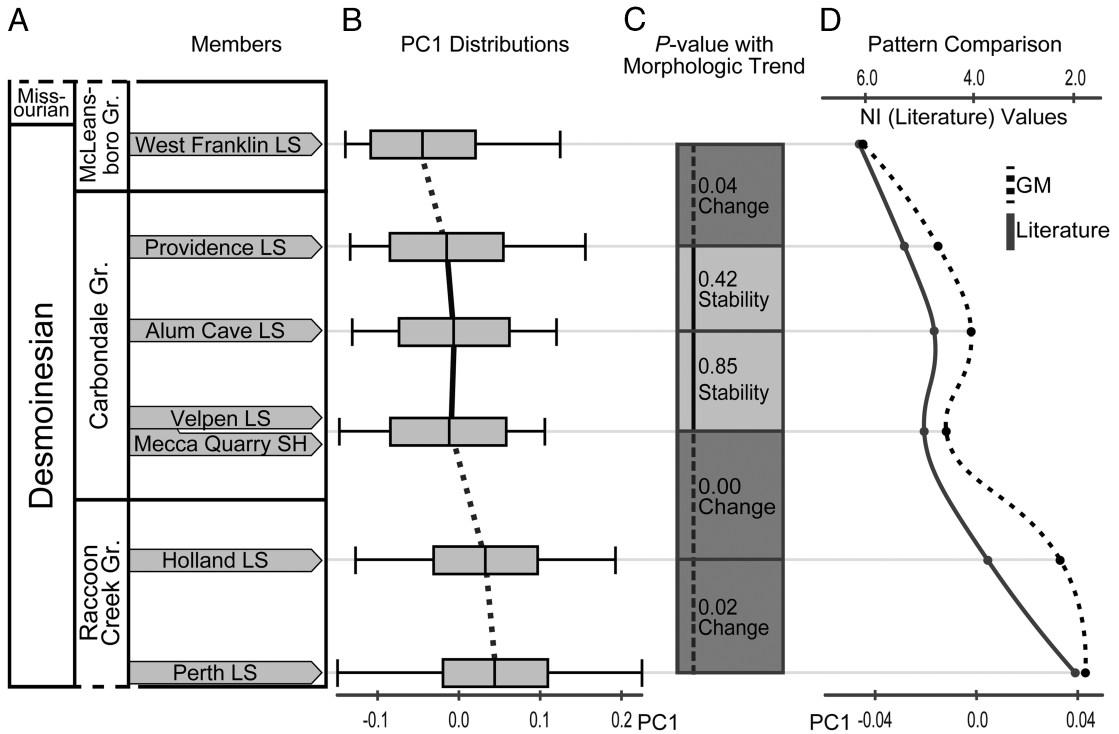 A
B
C
D
Members
PC1 Distributions
P-value with
Morphologic Trend
Pattern Comparison
6.0 4.0 2.0
NI (Literature) Values
Miss-
ourian
McLeans-
boro Gr.
West Franklin LS
0.04
Change
GM
Literature
Desmoinesian
Carbondale Gr.
Providence LS
0.42
Stability
Alum Cave LS
0.85
Stability
Velpen LS
Mecca Quarry SH
0.00
Change
Raccoon
Creek Gr.
Holland LS
0.02
Change
Perth LS
-0.1 0.0 0.1 0.2 PC1
PC1 -0.04 0.0 0.04